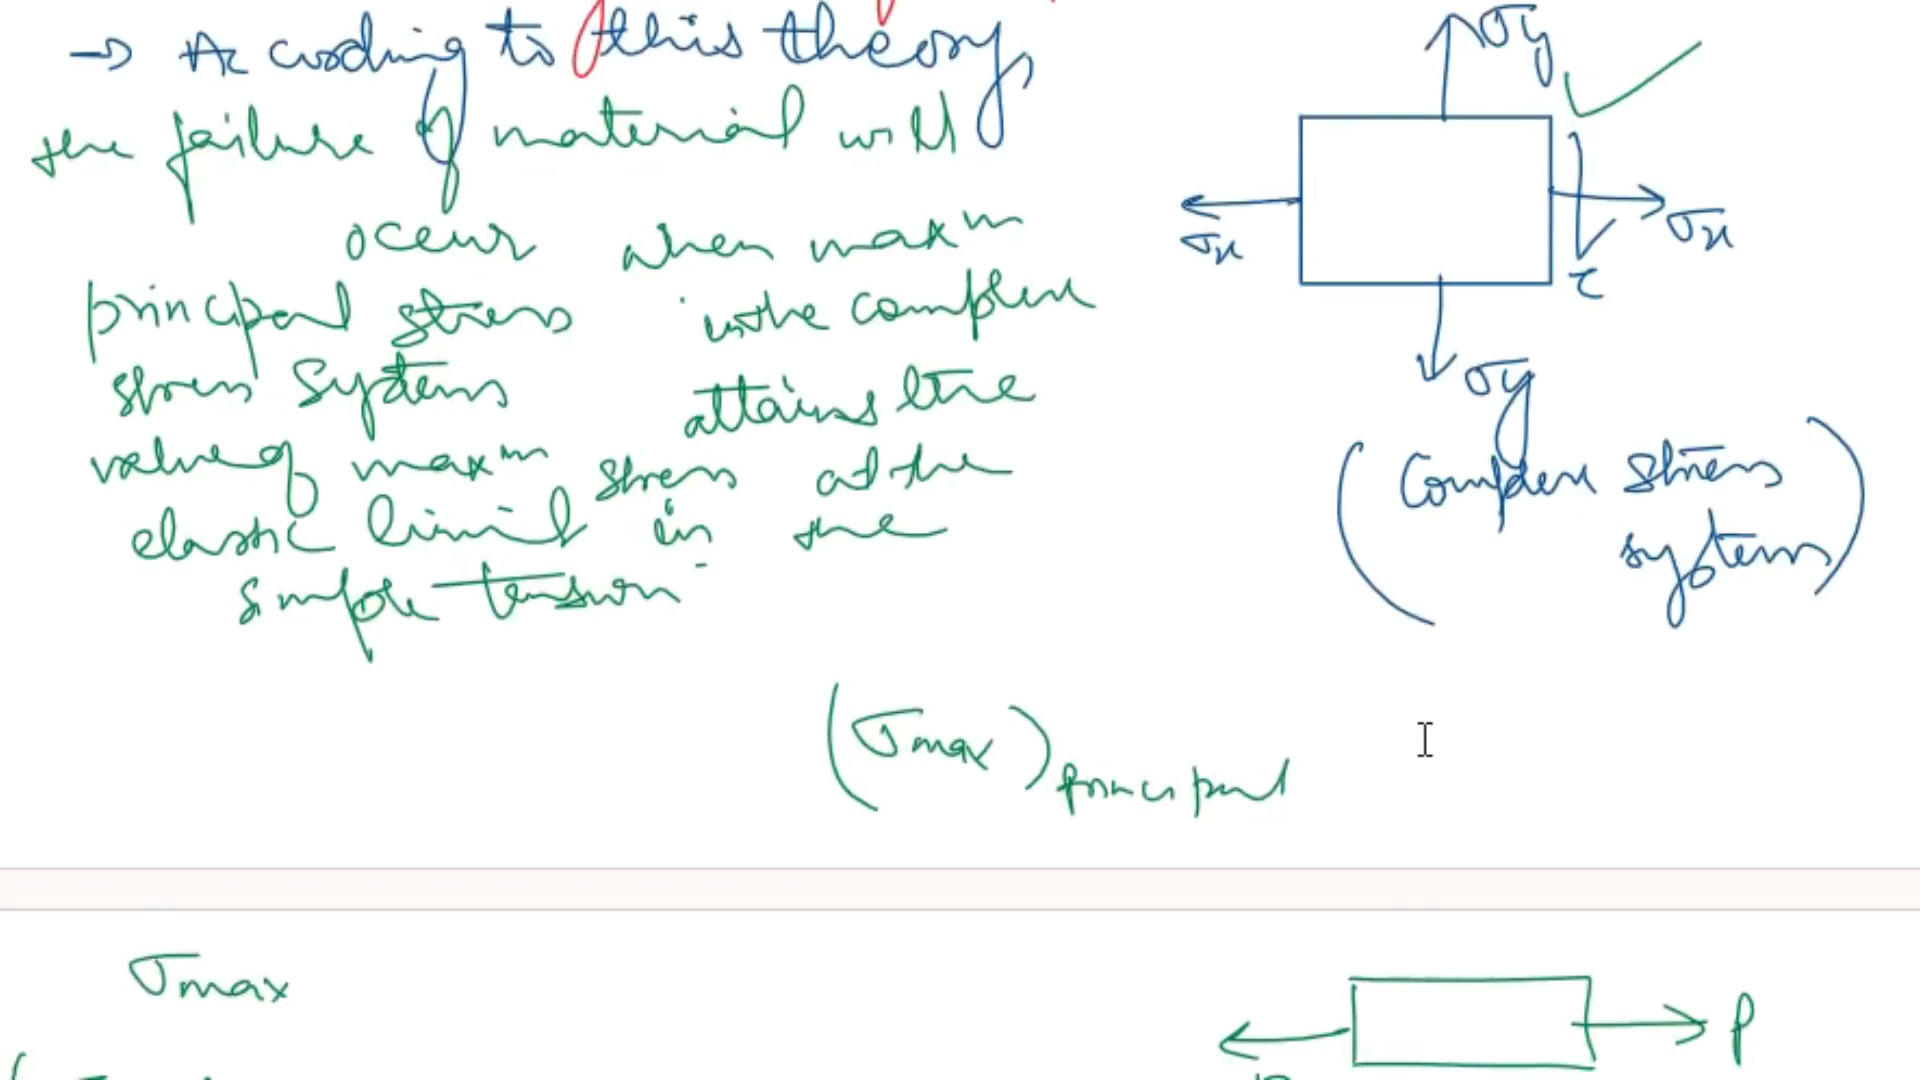 → According to this theory,
the failure of material will
occur when maxᵐ
principal stress in the complex
stress system attains the
value of maxᵐ stress at the
elastic limit in the
simple tension
σy
σx
σx
τ
σy
(Complex stress
system)
(σmax)principal
σmax
P